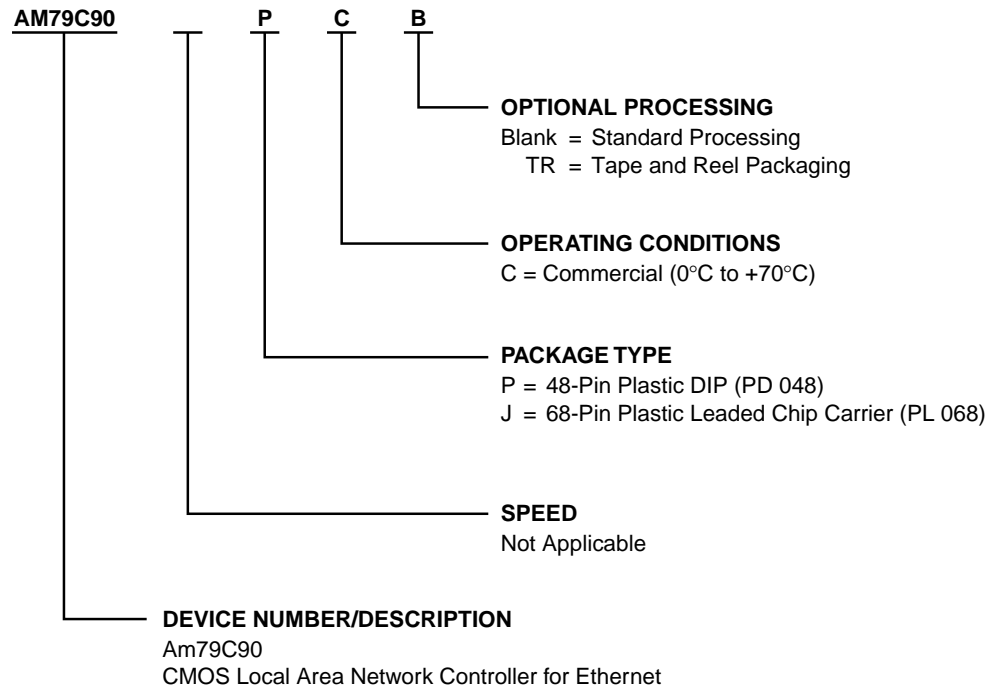 AM79C90 P C B
OPTIONAL PROCESSING
Blank = Standard Processing
TR = Tape and Reel Packaging
OPERATING CONDITIONS
C = Commercial (0°C to +70°C)
PACKAGE TYPE
P = 48-Pin Plastic DIP (PD 048)
J = 68-Pin Plastic Leaded Chip Carrier (PL 068)
SPEED
Not Applicable
DEVICE NUMBER/DESCRIPTION
Am79C90
CMOS Local Area Network Controller for Ethernet